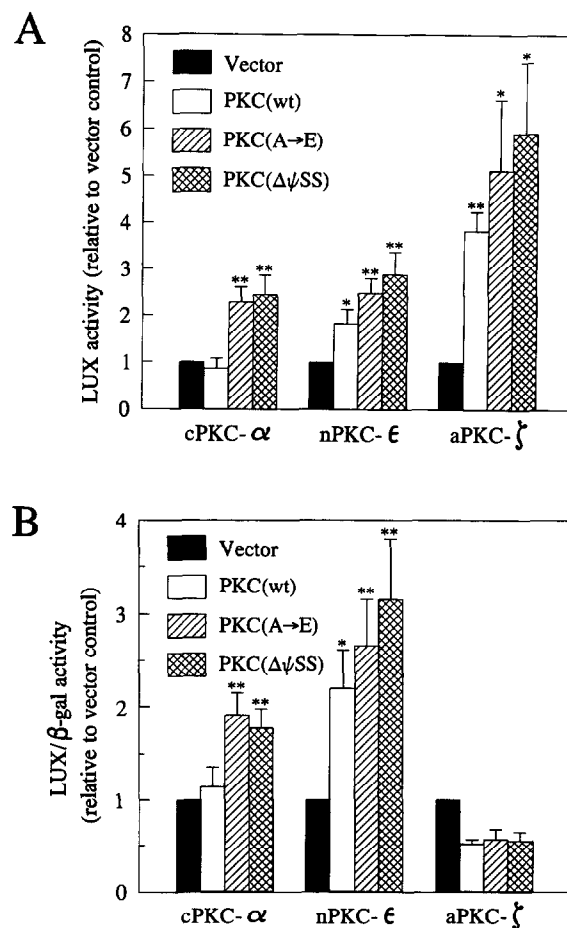 A
LUX activity (relative to vector control)
8
7
6
5
4
3
2
1
0
Vector
PKC(wt)
PKC(A→E)
PKC(ΔψSS)
** **
* ** **
** * *
cPKC-α nPKC-ϵ aPKC-ζ
B
LUX/β-gal activity
(relative to vector control)
4
3
2
1
0
Vector
PKC(wt)
PKC(A→E)
PKC(ΔψSS)
** **
* ** **
cPKC-α nPKC-ϵ aPKC-ζ